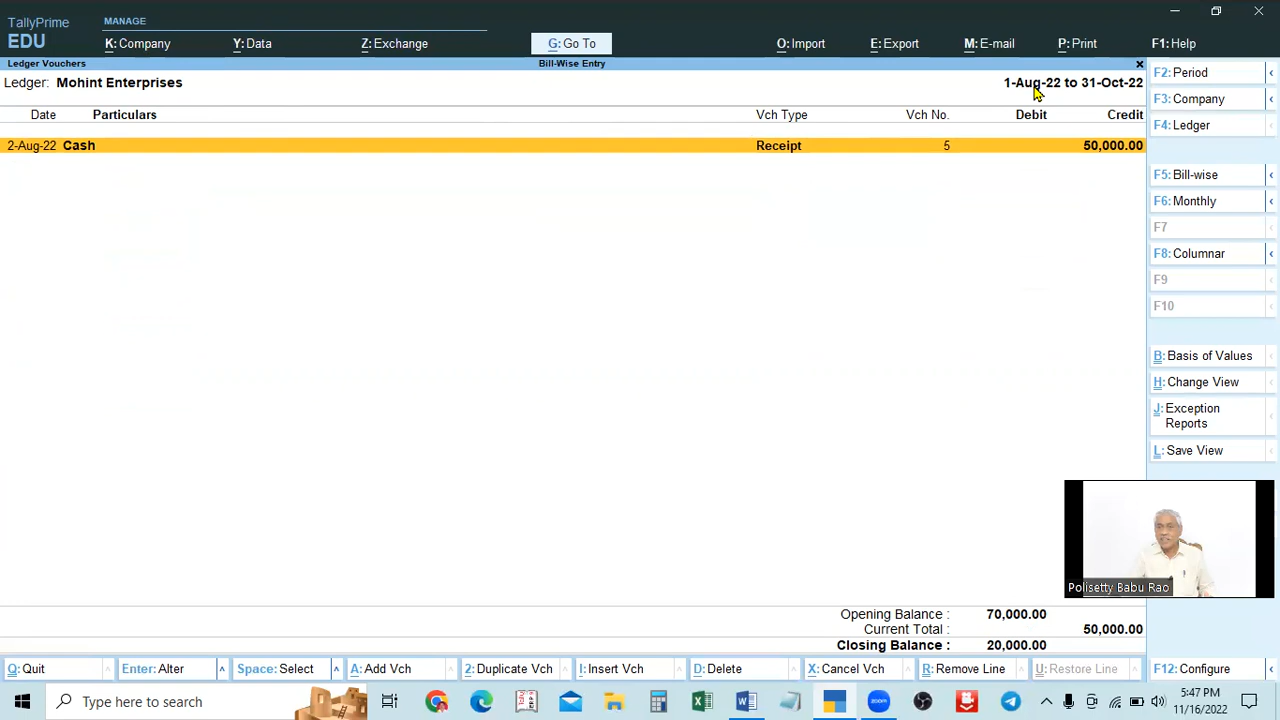 TallyPrime
EDU
MANAGE
K: Company
Y: Data
Z: Exchange
G: Go To
O: Import
E: Export
M: E-mail
P: Print
F1: Help
Ledger Vouchers
Bill-Wise Entry
Ledger: Mohint Enterprises
1-Aug-22 to 31-Oct-22
Date Particulars Vch Type Vch No. Debit Credit
2-Aug-22 Cash Receipt 5 50,000.00
F2: Period
F3: Company
F4: Ledger
F5: Bill-wise
F6: Monthly
F7
F8: Columnar
F9
F10
B: Basis of Values
H: Change View
J: Exception
Reports
L: Save View
Polisetty Babu Rao
Opening Balance : 70,000.00
Current Total : 50,000.00
Closing Balance : 20,000.00
Q: Quit
Enter: Alter
Space: Select
A: Add Vch
2: Duplicate Vch
I: Insert Vch
D: Delete
X: Cancel Vch
R: Remove Line
U: Restore Line
F12: Configure
Type here to search
5:47 PM
11/16/2022